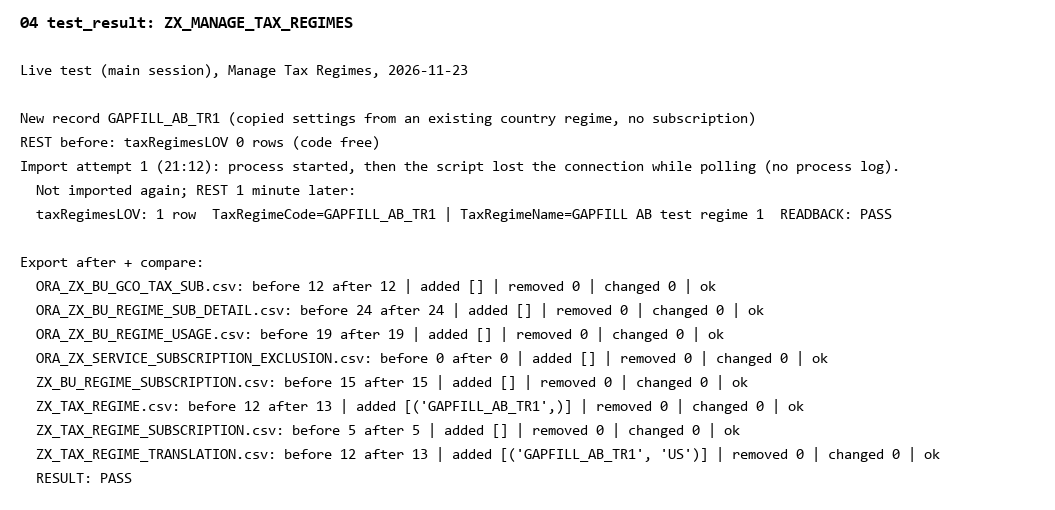 04 test_result: ZX_MANAGE_TAX_REGIMES
Live test (main session), Manage Tax Regimes, 2026-11-23
New record GAPFILL_AB_TR1 (copied settings from an existing country regime, no subscription)
REST before: taxRegimesLOV 0 rows (code free)
Import attempt 1 (21:12): process started, then the script lost the connection while polling (no process log).
Not imported again; REST 1 minute later:
taxRegimesLOV: 1 row  TaxRegimeCode=GAPFILL_AB_TR1 | TaxRegimeName=GAPFILL AB test regime 1  READBACK: PASS
Export after + compare:
ORA_ZX_BU_GCO_TAX_SUB.csv: before 12 after 12 | added [] | removed 0 | changed 0 | ok
ORA_ZX_BU_REGIME_SUB_DETAIL.csv: before 24 after 24 | added [] | removed 0 | changed 0 | ok
ORA_ZX_BU_REGIME_USAGE.csv: before 19 after 19 | added [] | removed 0 | changed 0 | ok
ORA_ZX_SERVICE_SUBSCRIPTION_EXCLUSION.csv: before 0 after 0 | added [] | removed 0 | changed 0 | ok
ZX_BU_REGIME_SUBSCRIPTION.csv: before 15 after 15 | added [] | removed 0 | changed 0 | ok
ZX_TAX_REGIME.csv: before 12 after 13 | added [('GAPFILL_AB_TR1',)] | removed 0 | changed 0 | ok
ZX_TAX_REGIME_SUBSCRIPTION.csv: before 5 after 5 | added [] | removed 0 | changed 0 | ok
ZX_TAX_REGIME_TRANSLATION.csv: before 12 after 13 | added [('GAPFILL_AB_TR1', 'US')] | removed 0 | changed 0 | ok
RESULT: PASS